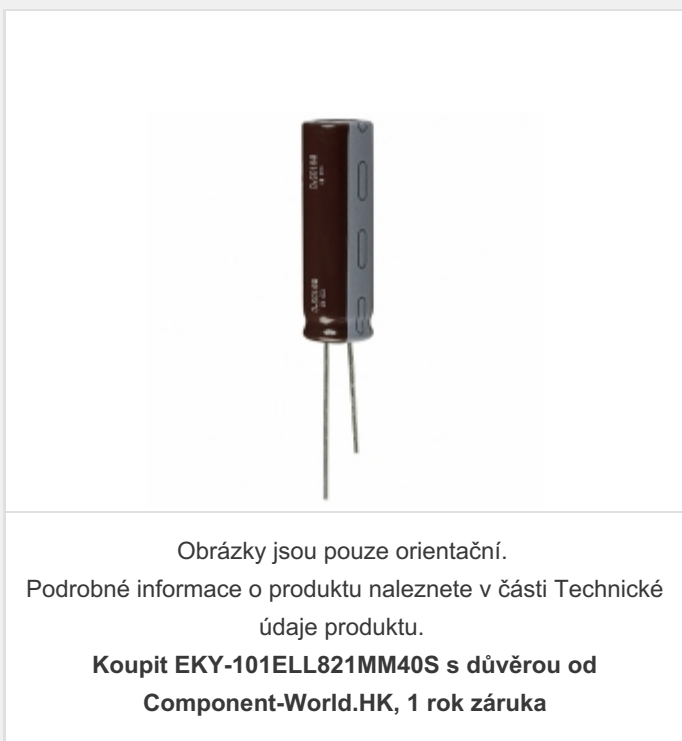 Obrázky jsou pouze orientační.
Podrobné informace o produktu naleznete v části Technické
údaje produktu.
Koupit EKY-101ELL821MM40S s důvěrou od
Component-World.HK, 1 rok záruka